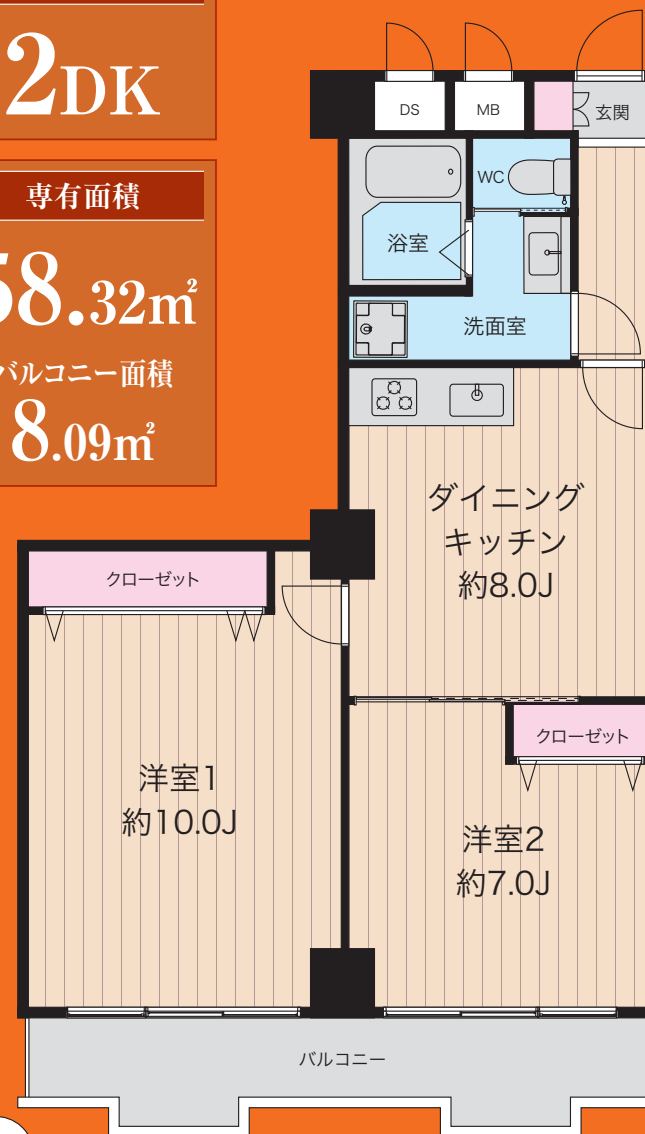 2DK
専有面積
58.32㎡
バルコニー面積
8.09㎡
DS
MB
玄関
WC
浴室
洗面室
ダイニング
キッチン
約8.0J
クローゼット
クローゼット
洋室1
約10.0J
洋室2
約7.0J
バルコニー